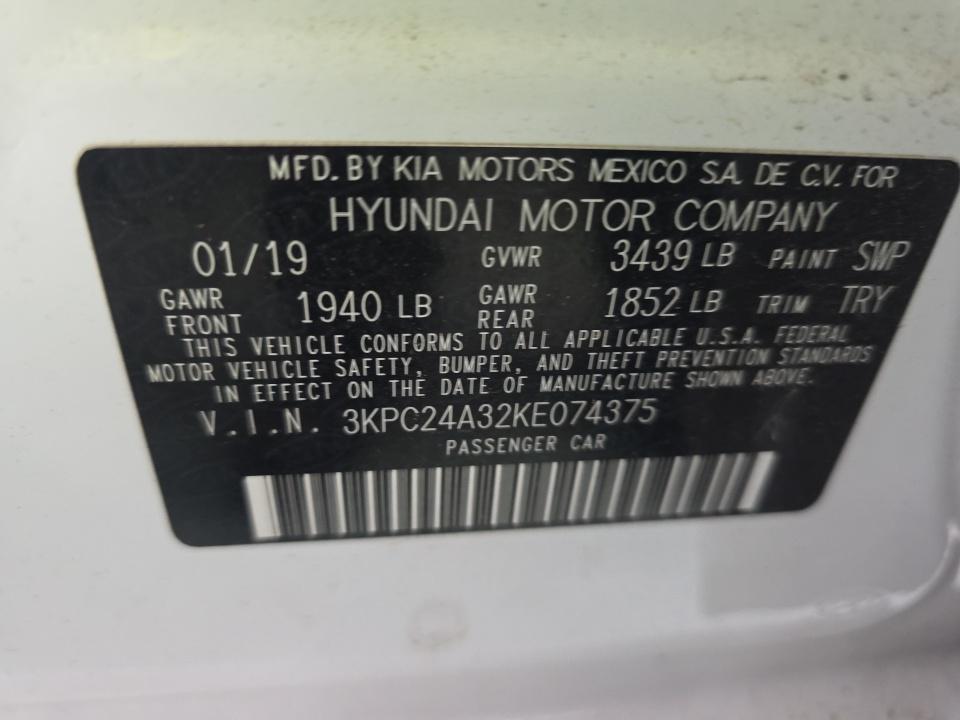 MFD. BY KIA MOTORS MEXICO S.A. DE C.V. FOR
HYUNDAI MOTOR COMPANY
01/19 GVWR 3439 LB PAINT SWP
GAWR FRONT 1940 LB GAWR REAR 1852 LB TRIM TRY
THIS VEHICLE CONFORMS TO ALL APPLICABLE U.S.A. FEDERAL
MOTOR VEHICLE SAFETY, BUMPER, AND THEFT PREVENTION STANDARDS
IN EFFECT ON THE DATE OF MANUFACTURE SHOWN ABOVE.
V.I.N. 3KPC24A32KE074375
PASSENGER CAR